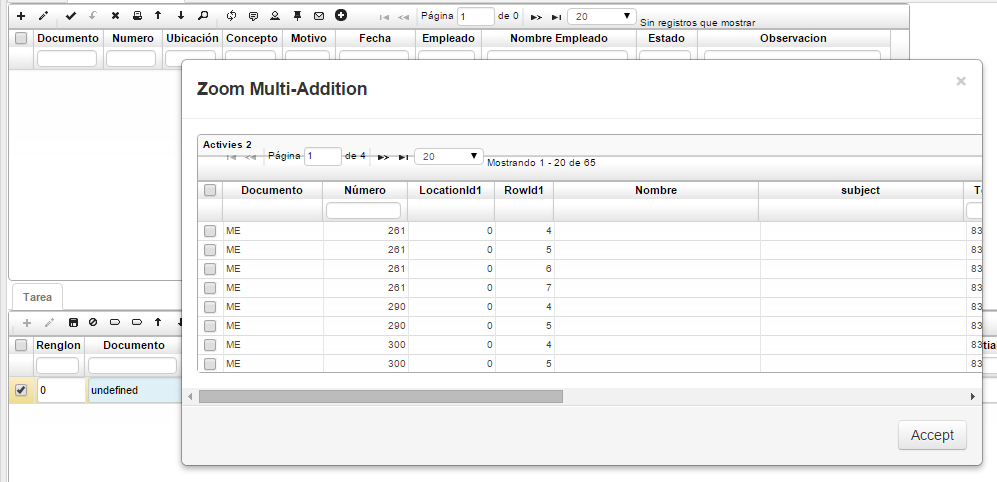 Página 1 de 0 20 Sin registros que mostrar
Documento Numero Ubicación Concepto Motivo Fecha Empleado Nombre Empleado Estado Observacion
Zoom Multi-Addition ×
Activies 2
Página 1 de 4 20 Mostrando 1 - 20 de 65
Documento Número LocationId1 RowId1 Nombre subject
ME 261 0 4 83
ME 261 0 5 83
ME 261 0 6 83
ME 261 0 7 83
ME 290 0 4 83
ME 290 0 5 83
ME 300 0 4 83
ME 300 0 5 83
Accept
Tarea
Renglon Documento
0 undefined